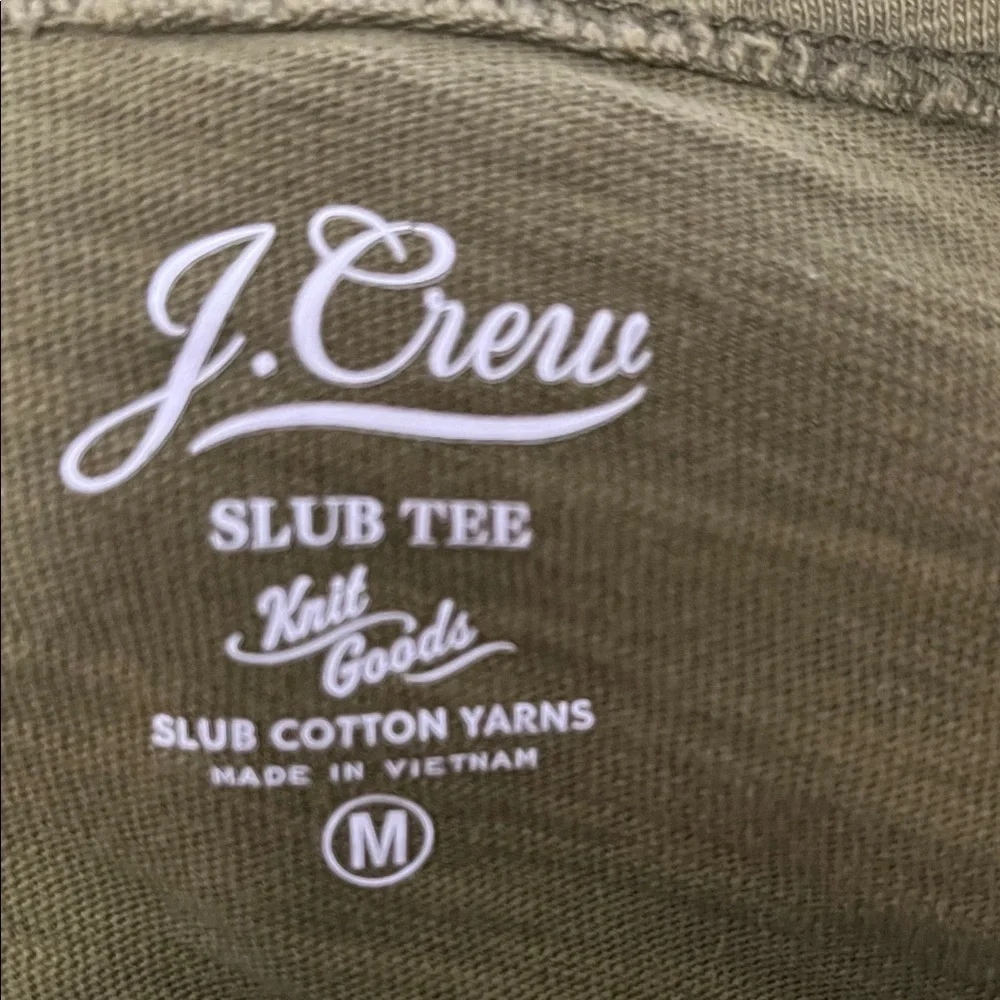 J.Crew
SLUB TEE
Knit
Goods
SLUB COTTON YARNS
MADE IN VIETNAM
M